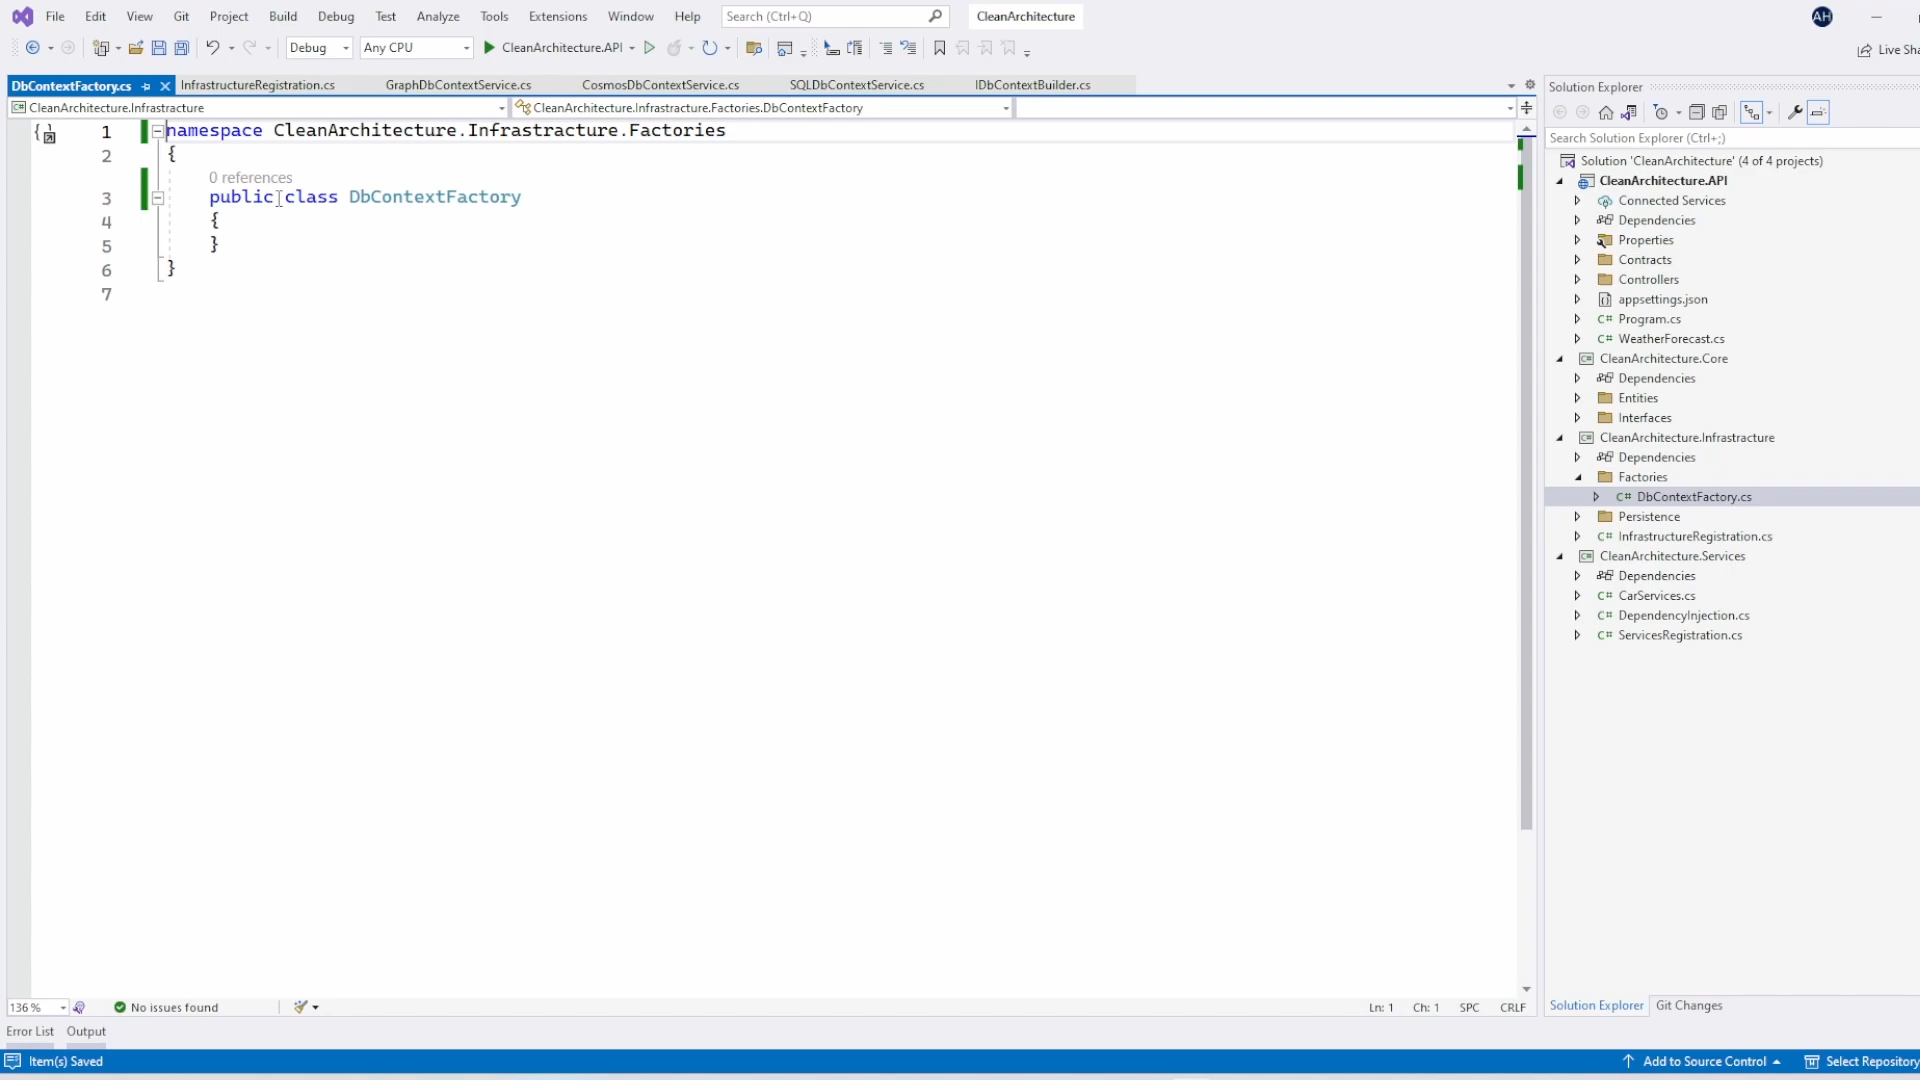 File Edit View Git Project Build Debug Test Analyze Tools Extensions Window Help Search (Ctrl+Q) CleanArchitecture AH
Debug Any CPU CleanArchitecture.API Live Sha
DbContextFactory.cs InfrastructureRegistration.cs GraphDbContextService.cs CosmosDbContextService.cs SQLDbContextService.cs IDbContextBuilder.cs
CleanArchitecture.Infrastracture CleanArchitecture.Infrastracture.Factories.DbContextFactory
1 namespace CleanArchitecture.Infrastracture.Factories
2 {
0 references
3 public class DbContextFactory
4 {
5 }
6 }
7
136 % No issues found Ln: 1 Ch: 1 SPC CRLF
Error List Output
Item(s) Saved Add to Source Control Select Repository
Solution Explorer
Search Solution Explorer (Ctrl+;)
Solution 'CleanArchitecture' (4 of 4 projects)
CleanArchitecture.API
Connected Services
Dependencies
Properties
Contracts
Controllers
appsettings.json
C# Program.cs
C# WeatherForecast.cs
CleanArchitecture.Core
Dependencies
Entities
Interfaces
CleanArchitecture.Infrastracture
Dependencies
Factories
C# DbContextFactory.cs
Persistence
C# InfrastructureRegistration.cs
CleanArchitecture.Services
Dependencies
C# CarServices.cs
C# DependencyInjection.cs
C# ServicesRegistration.cs
Solution Explorer Git Changes